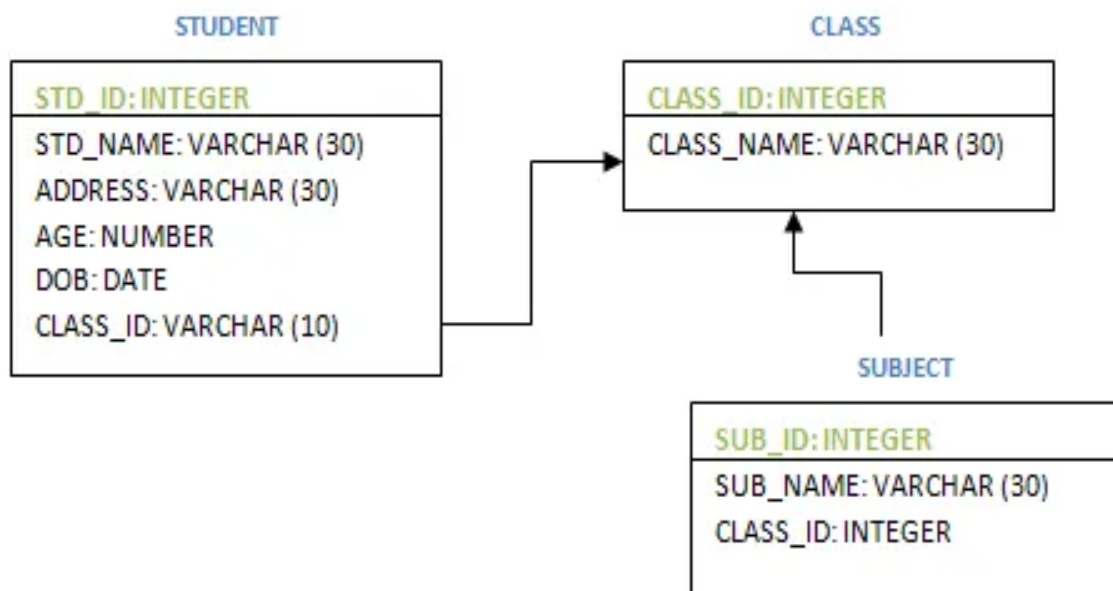 STUDENT
STD_ID: INTEGER
STD_NAME: VARCHAR (30)
ADDRESS: VARCHAR (30)
AGE: NUMBER
DOB: DATE
CLASS_ID: VARCHAR (10)
CLASS
CLASS_ID: INTEGER
CLASS_NAME: VARCHAR (30)
SUBJECT
SUB_ID: INTEGER
SUB_NAME: VARCHAR (30)
CLASS_ID: INTEGER